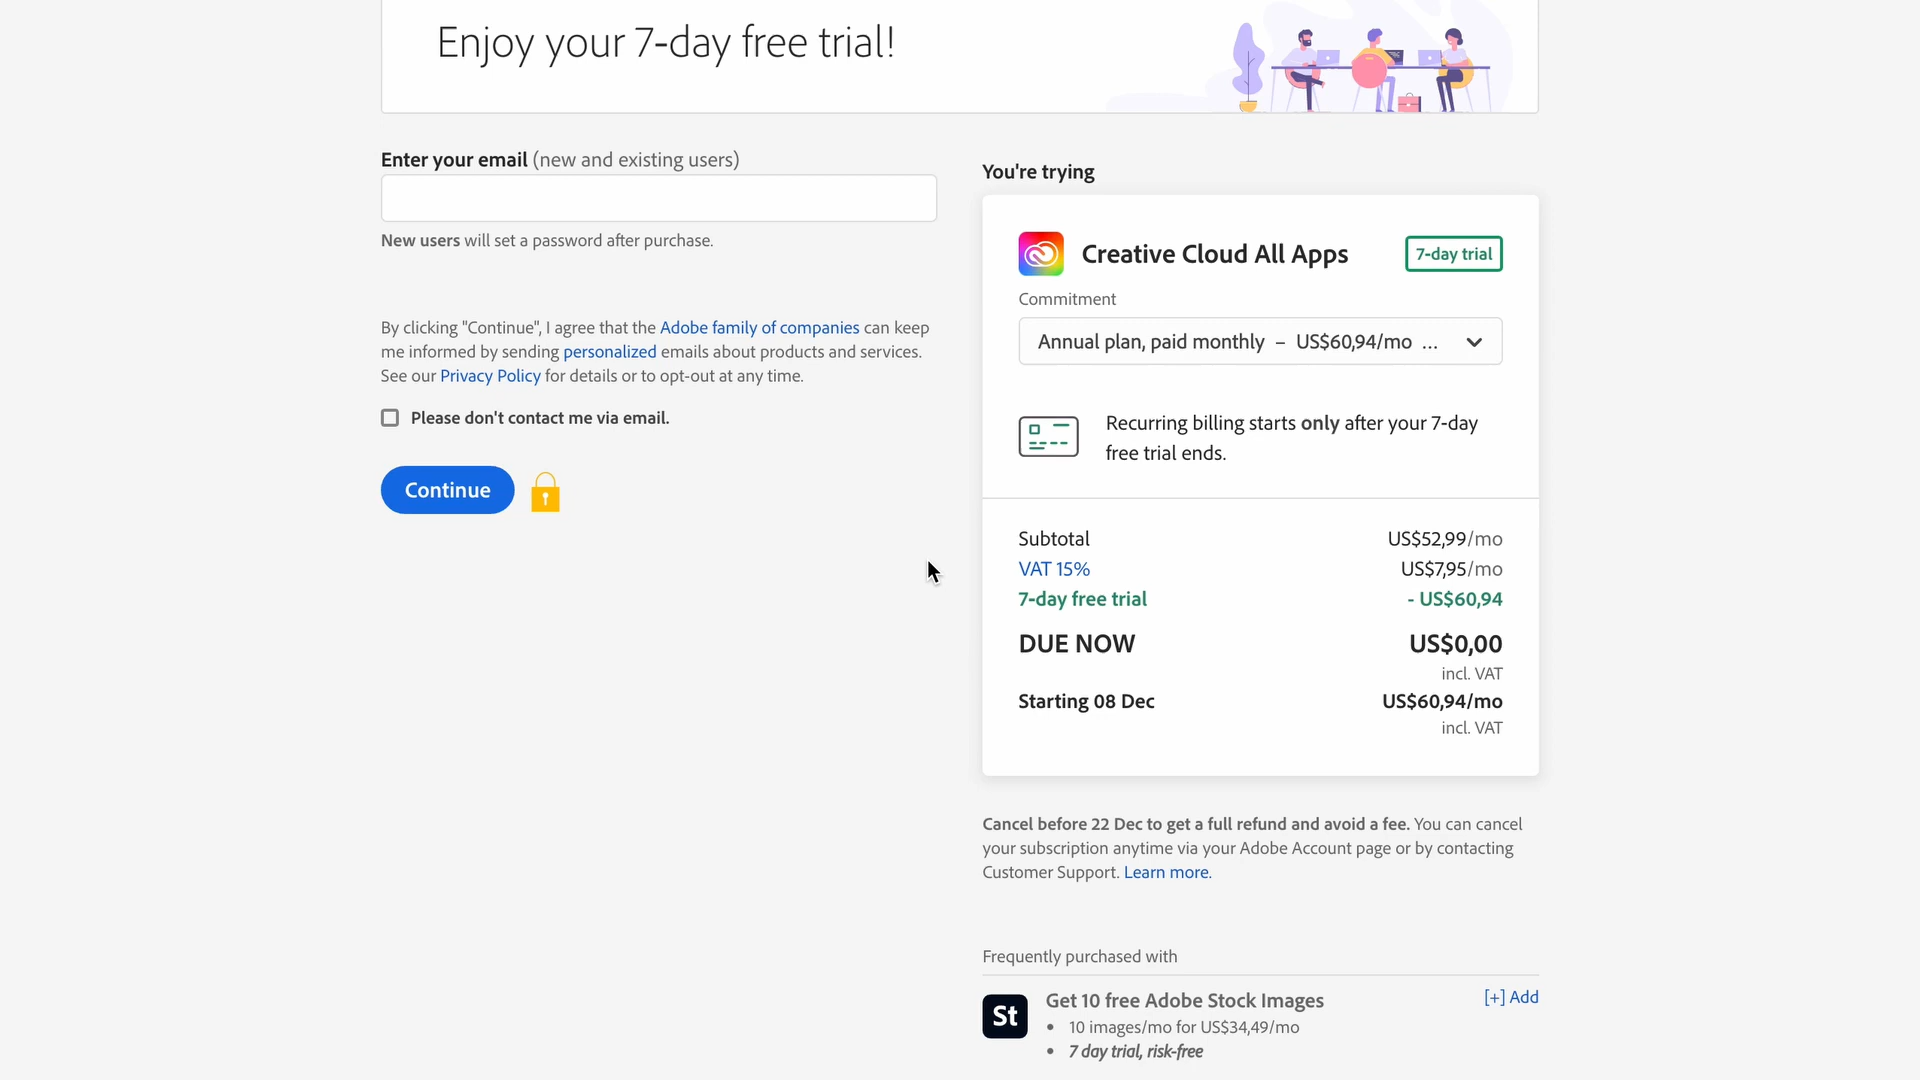 Enjoy your 7-day free trial!
Enter your email (new and existing users)
New users will set a password after purchase.
By clicking "Continue", I agree that the Adobe family of companies can keep
me informed by sending personalized emails about products and services.
See our Privacy Policy for details or to opt-out at any time.
Please don't contact me via email.
Continue
You're trying
Creative Cloud All Apps
7-day trial
Commitment
Annual plan, paid monthly – US$60,94/mo ...
Recurring billing starts only after your 7-day
free trial ends.
Subtotal US$52,99/mo
VAT 15% US$7,95/mo
7-day free trial - US$60,94
DUE NOW US$0,00
incl. VAT
Starting 08 Dec US$60,94/mo
incl. VAT
Cancel before 22 Dec to get a full refund and avoid a fee. You can cancel
your subscription anytime via your Adobe Account page or by contacting
Customer Support. Learn more.
Frequently purchased with
St
Get 10 free Adobe Stock Images [+] Add
• 10 images/mo for US$34,49/mo
• 7 day trial, risk-free